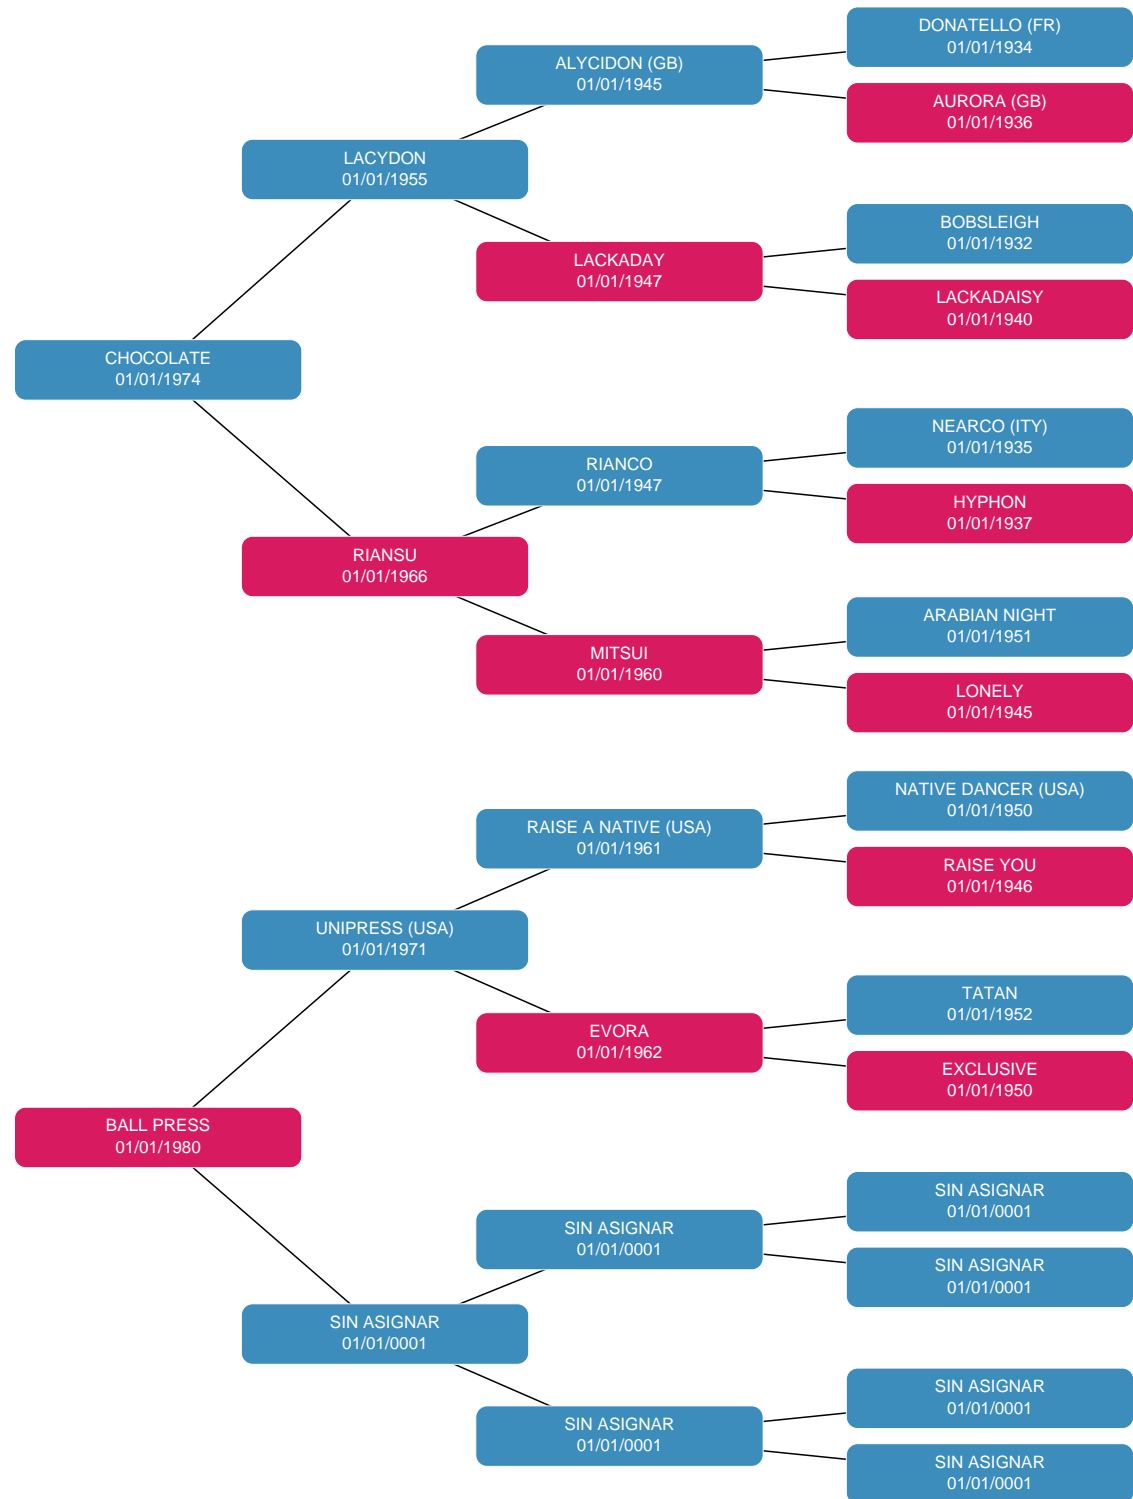 DONATELLO (FR)
01/01/1934
ALYCIDON (GB)
01/01/1945
AURORA (GB)
01/01/1936
LACYDON
01/01/1955
BOBSLEIGH
01/01/1932
LACKADAY
01/01/1947
LACKADAISY
01/01/1940
CHOCOLATE
01/01/1974
NEARCO (ITY)
01/01/1935
RIANCO
01/01/1947
HYPHON
01/01/1937
RIANSU
01/01/1966
ARABIAN NIGHT
01/01/1951
MITSUI
01/01/1960
LONELY
01/01/1945
NATIVE DANCER (USA)
01/01/1950
RAISE A NATIVE (USA)
01/01/1961
RAISE YOU
01/01/1946
UNIPRESS (USA)
01/01/1971
TATAN
01/01/1952
EVORA
01/01/1962
EXCLUSIVE
01/01/1950
BALL PRESS
01/01/1980
SIN ASIGNAR
01/01/0001
SIN ASIGNAR
01/01/0001
SIN ASIGNAR
01/01/0001
SIN ASIGNAR
01/01/0001
SIN ASIGNAR
01/01/0001
SIN ASIGNAR
01/01/0001
SIN ASIGNAR
01/01/0001